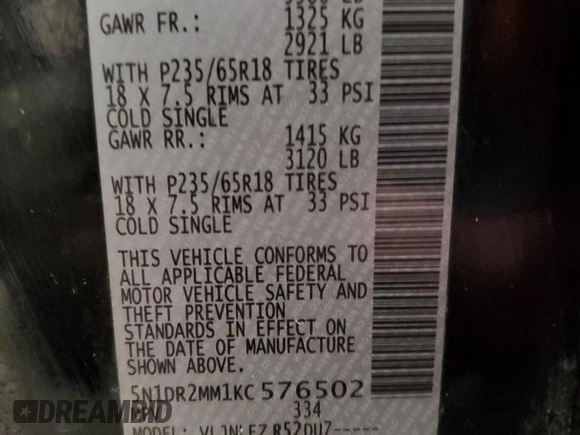 GAWR FR.: 1325 KG
2921 LB
WITH P235/65R18 TIRES
18 X 7.5 RIMS AT 33 PSI
COLD SINGLE
GAWR RR.: 1415 KG
3120 LB
WITH P235/65R18 TIRES
18 X 7.5 RIMS AT 33 PSI
COLD SINGLE
THIS VEHICLE CONFORMS TO
ALL APPLICABLE FEDERAL
MOTOR VEHICLE SAFETY AND
THEFT PREVENTION
STANDARDS IN EFFECT ON
THE DATE OF MANUFACTURE
SHOWN ABOVE.
5N1DR2MM1KC576502
334
MODEL:
DREAMBID